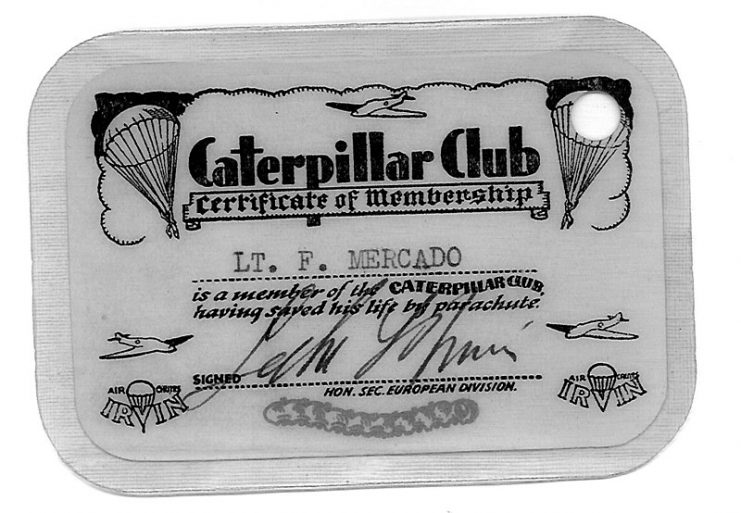 Caterpillar Club
Certificate of Membership
LT. F. MERCADO
is a member of the CATERPILLAR CLUB
having saved his life by parachute.
SIGNED
HON. SEC. EUROPEAN DIVISION.
AIR CHUTES
IRVIN
AIR CHUTES
IRVIN